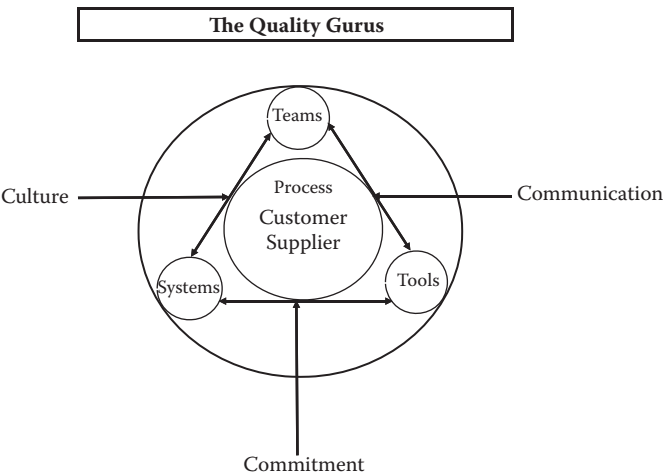 The Quality Gurus
Teams
Process
Culture
Communication
Customer
Supplier
Systems
Tools
Commitment